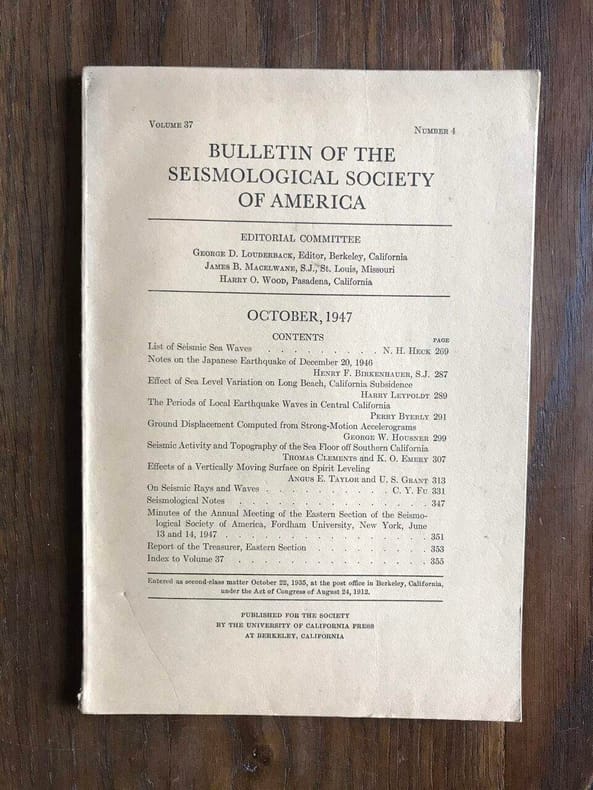 VOLUME 37
NUMBER 4
BULLETIN OF THE
SEISMOLOGICAL SOCIETY
OF AMERICA
EDITORIAL COMMITTEE
GEORGE D. LOUDERBACK, Editor, Berkeley, California
JAMES B. MACELWANE, S.J., St. Louis, Missouri
HARRY O. WOOD, Pasadena, California
OCTOBER, 1947
CONTENTS
PAGE
List of Seismic Sea Waves . . . . . . . . . N. H. HECK 269
Notes on the Japanese Earthquake of December 20, 1946
HENRY F. BIRKENHAUER, S.J. 287
Effect of Sea Level Variation on Long Beach, California Subsidence
HARRY LEYPOLDT 289
The Periods of Local Earthquake Waves in Central California
PERRY BYERLY 291
Ground Displacement Computed from Strong-Motion Accelerograms
GEORGE W. HOUSNER 299
Seismic Activity and Topography of the Sea Floor off Southern California
THOMAS CLEMENTS and K. O. EMERY 307
Effects of a Vertically Moving Surface on Spirit Leveling
ANGUS E. TAYLOR and U. S. GRANT 313
On Seismic Rays and Waves . . . . . . . . . C. Y. FU 331
Seismological Notes . . . . . . . . . . . . . 347
Minutes of the Annual Meeting of the Eastern Section of the Seismo-
logical Society of America, Fordham University, New York, June
13 and 14, 1947 . . . . . . . . . . . . . 351
Report of the Treasurer, Eastern Section . . . . . . . . 353
Index to Volume 37 . . . . . . . . . . . . . 355
Entered as second-class matter October 22, 1935, at the post office in Berkeley, California,
under the Act of Congress of August 24, 1912.
PUBLISHED FOR THE SOCIETY
BY THE UNIVERSITY OF CALIFORNIA PRESS
AT BERKELEY, CALIFORNIA